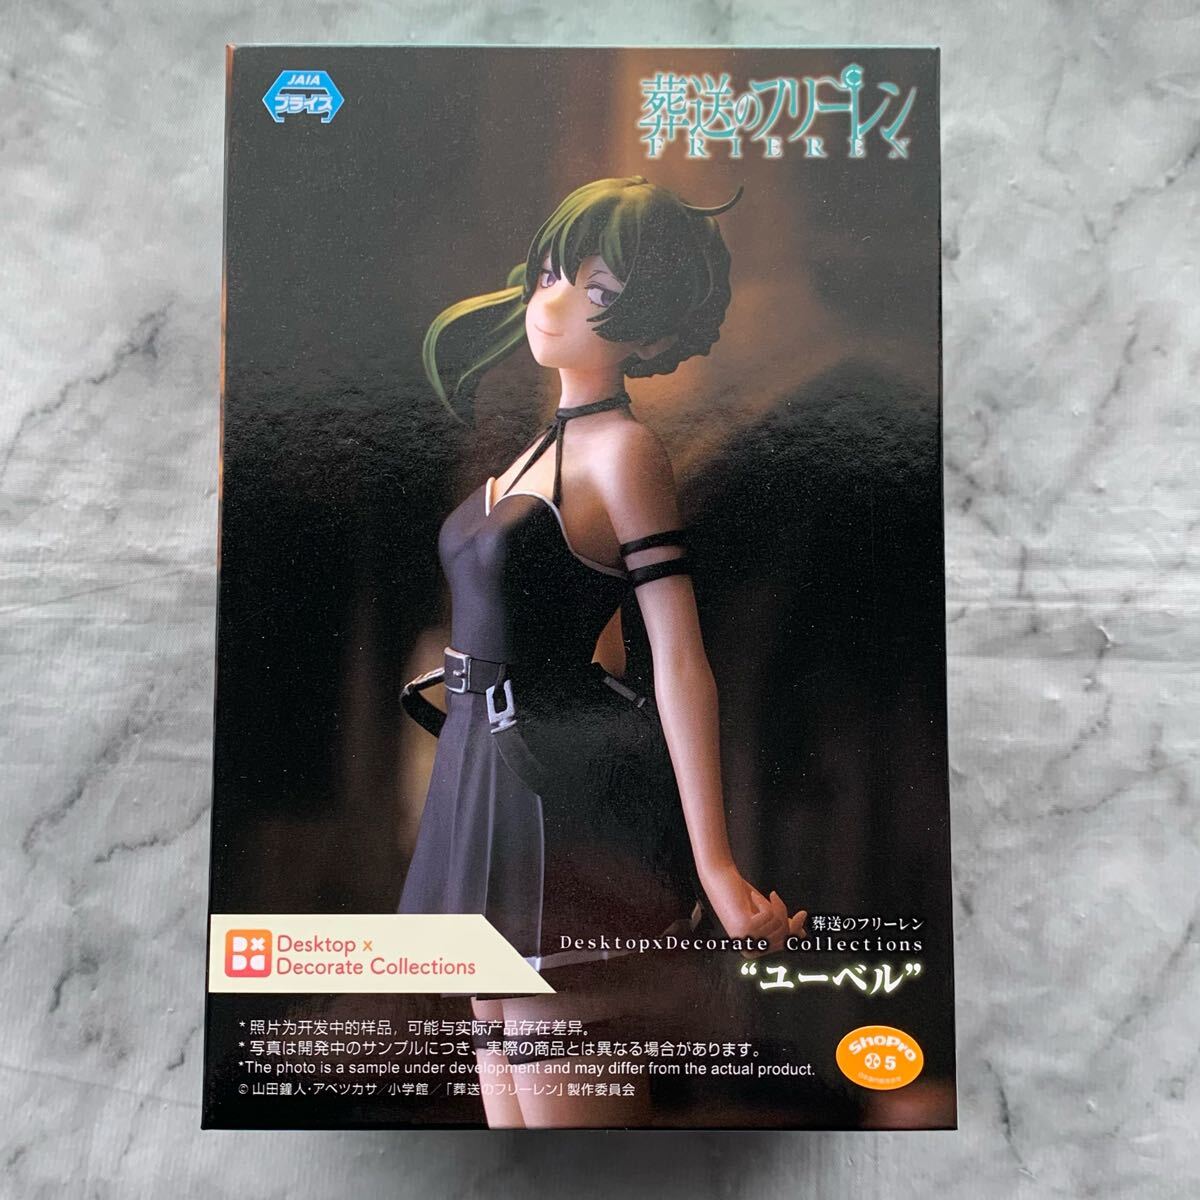 JAIA
プライズ
葬送のフリーレン
FRIEREN
葬送のフリーレン
DesktopxDecorate Collections
“ユーベル”
Desktop x
Decorate Collections
* 照片为开发中的样品，可能与实际产品存在差异。
* 写真は開発中のサンプルにつき、実際の商品とは異なる場合があります。
*The photo is a sample under development and may differ from the actual product.
© 山田鐘人・アベツカサ／小学館／「葬送のフリーレン」製作委員会
ShoPro
5